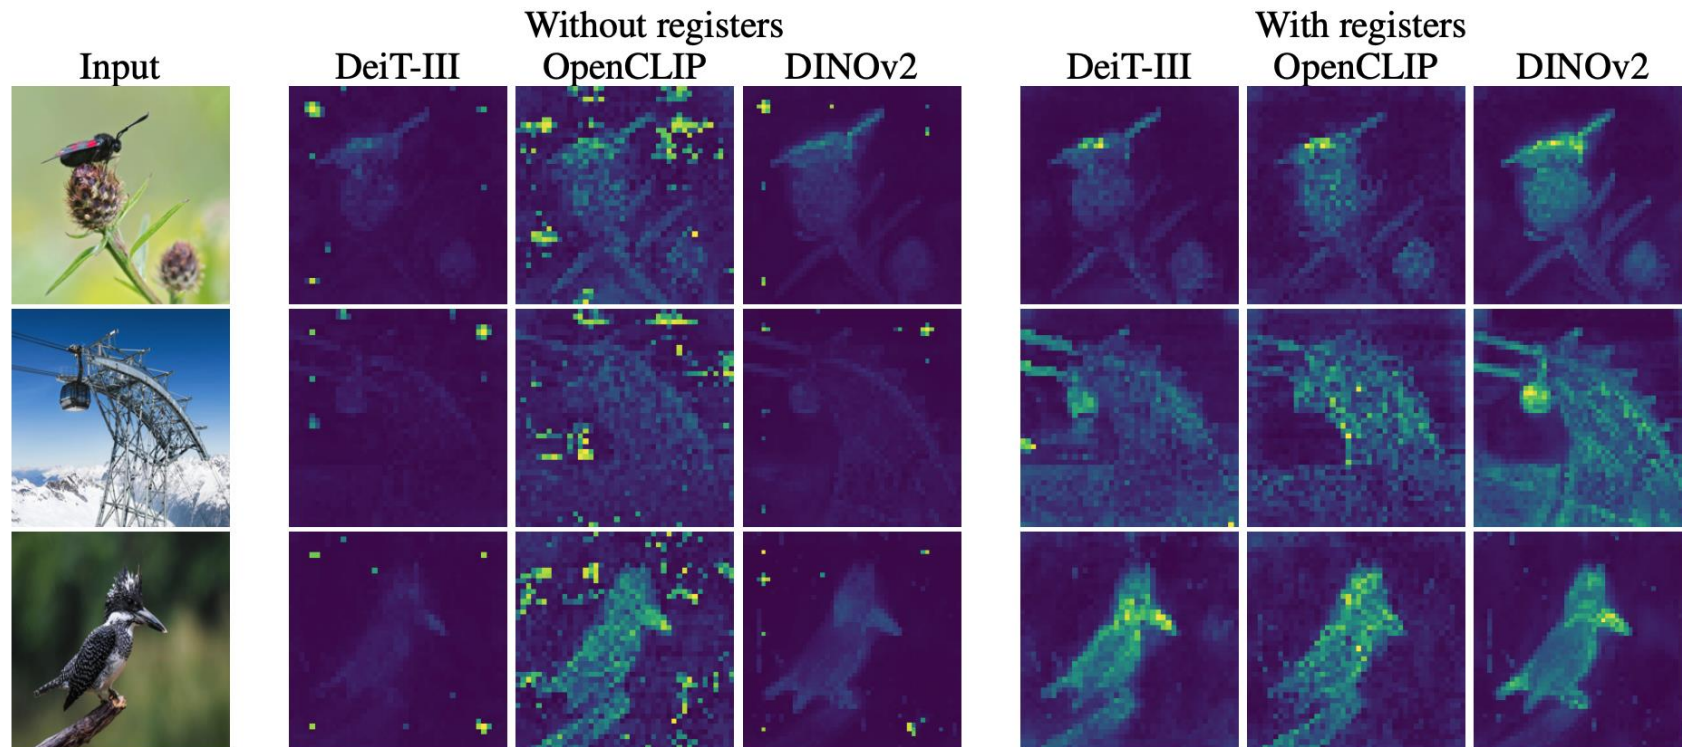 Without registers
With registers
Input
DeiT-III
OpenCLIP
DINOv2
DeiT-III
OpenCLIP
DINOv2